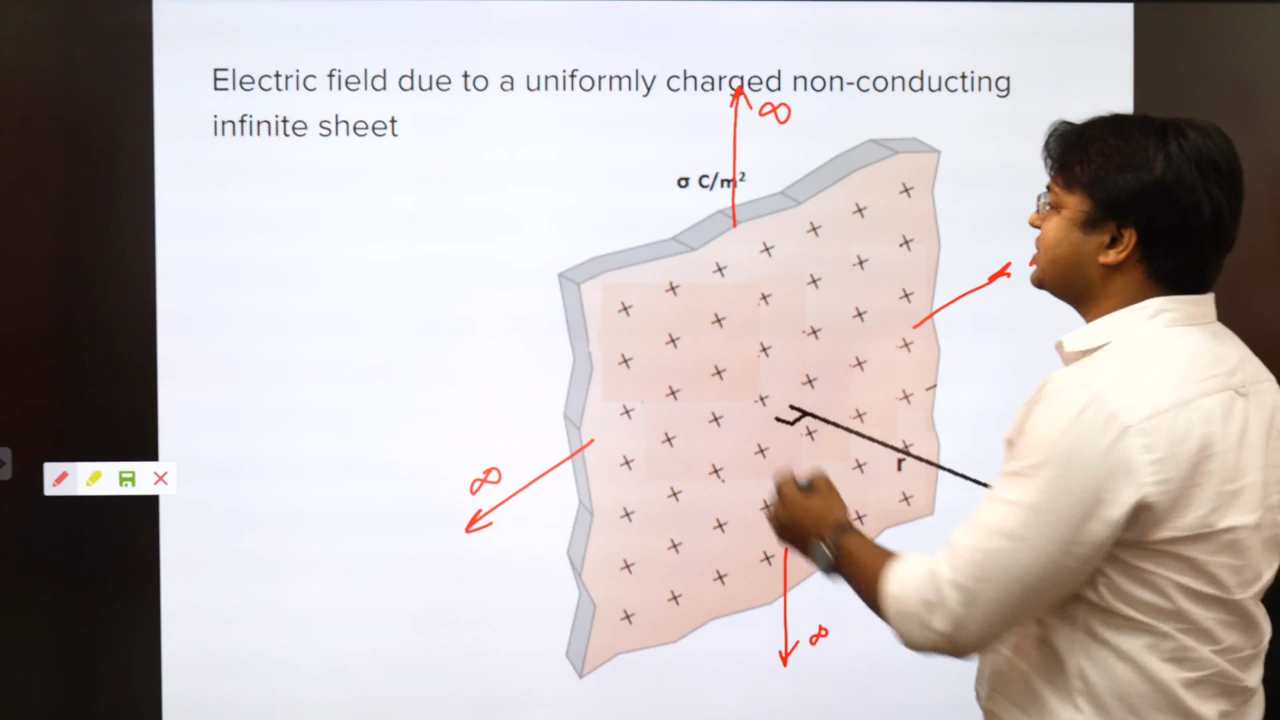 Electric field due to a uniformly charged non-conducting
infinite sheet
∞
σ C/m²
∞
r
∞